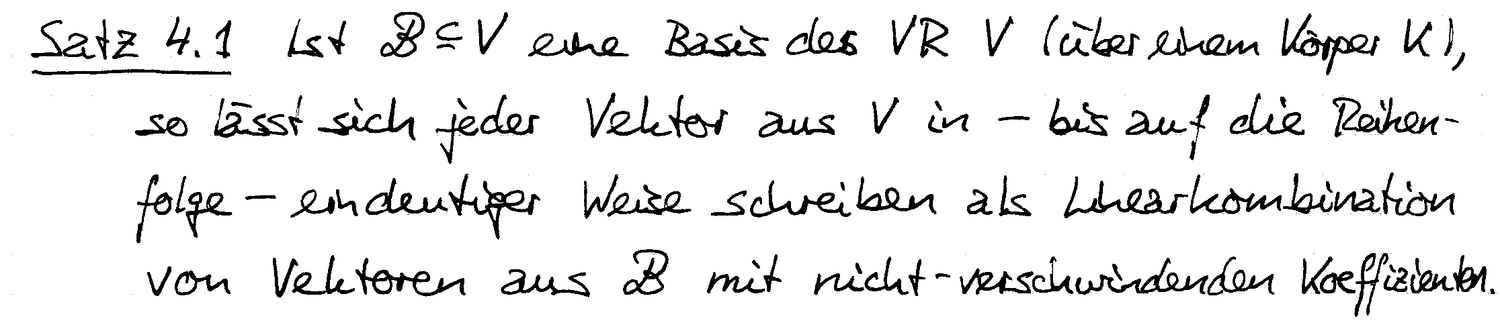 Satz 4.1 Ist B ⊆ V eine Basis des VR V (über einem Körper K),
so lässt sich jeder Vektor aus V in – bis auf die Reihen-
folge – eindeutiger Weise schreiben als Linearkombination
von Vektoren aus B mit nicht-verschwindenden Koeffizienten.